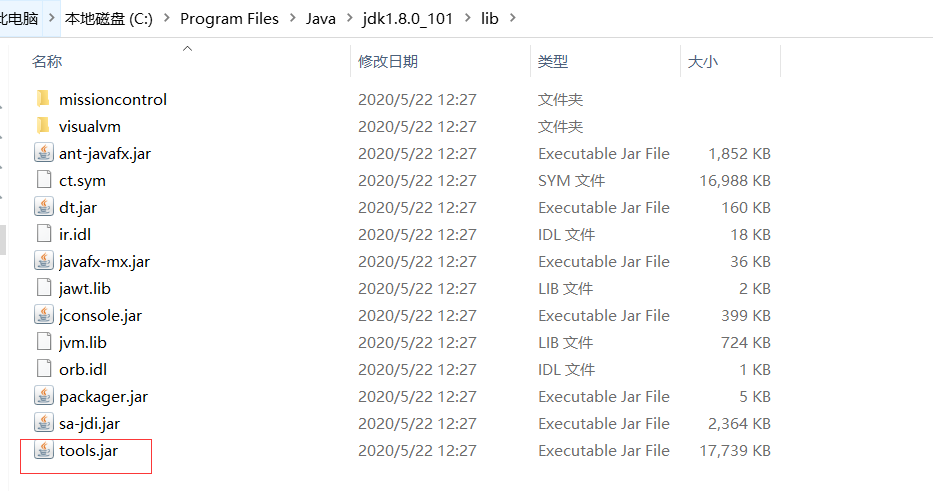 此电脑 本地磁盘 (C:) Program Files Java jdk1.8.0_101 lib
名称 修改日期 类型 大小
missioncontrol 2020/5/22 12:27 文件夹
visualvm 2020/5/22 12:27 文件夹
ant-javafx.jar 2020/5/22 12:27 Executable Jar File 1,852 KB
ct.sym 2020/5/22 12:27 SYM 文件 16,988 KB
dt.jar 2020/5/22 12:27 Executable Jar File 160 KB
ir.idl 2020/5/22 12:27 IDL 文件 18 KB
javafx-mx.jar 2020/5/22 12:27 Executable Jar File 36 KB
jawt.lib 2020/5/22 12:27 LIB 文件 2 KB
jconsole.jar 2020/5/22 12:27 Executable Jar File 399 KB
jvm.lib 2020/5/22 12:27 LIB 文件 724 KB
orb.idl 2020/5/22 12:27 IDL 文件 1 KB
packager.jar 2020/5/22 12:27 Executable Jar File 5 KB
sa-jdi.jar 2020/5/22 12:27 Executable Jar File 2,364 KB
tools.jar 2020/5/22 12:27 Executable Jar File 17,739 KB